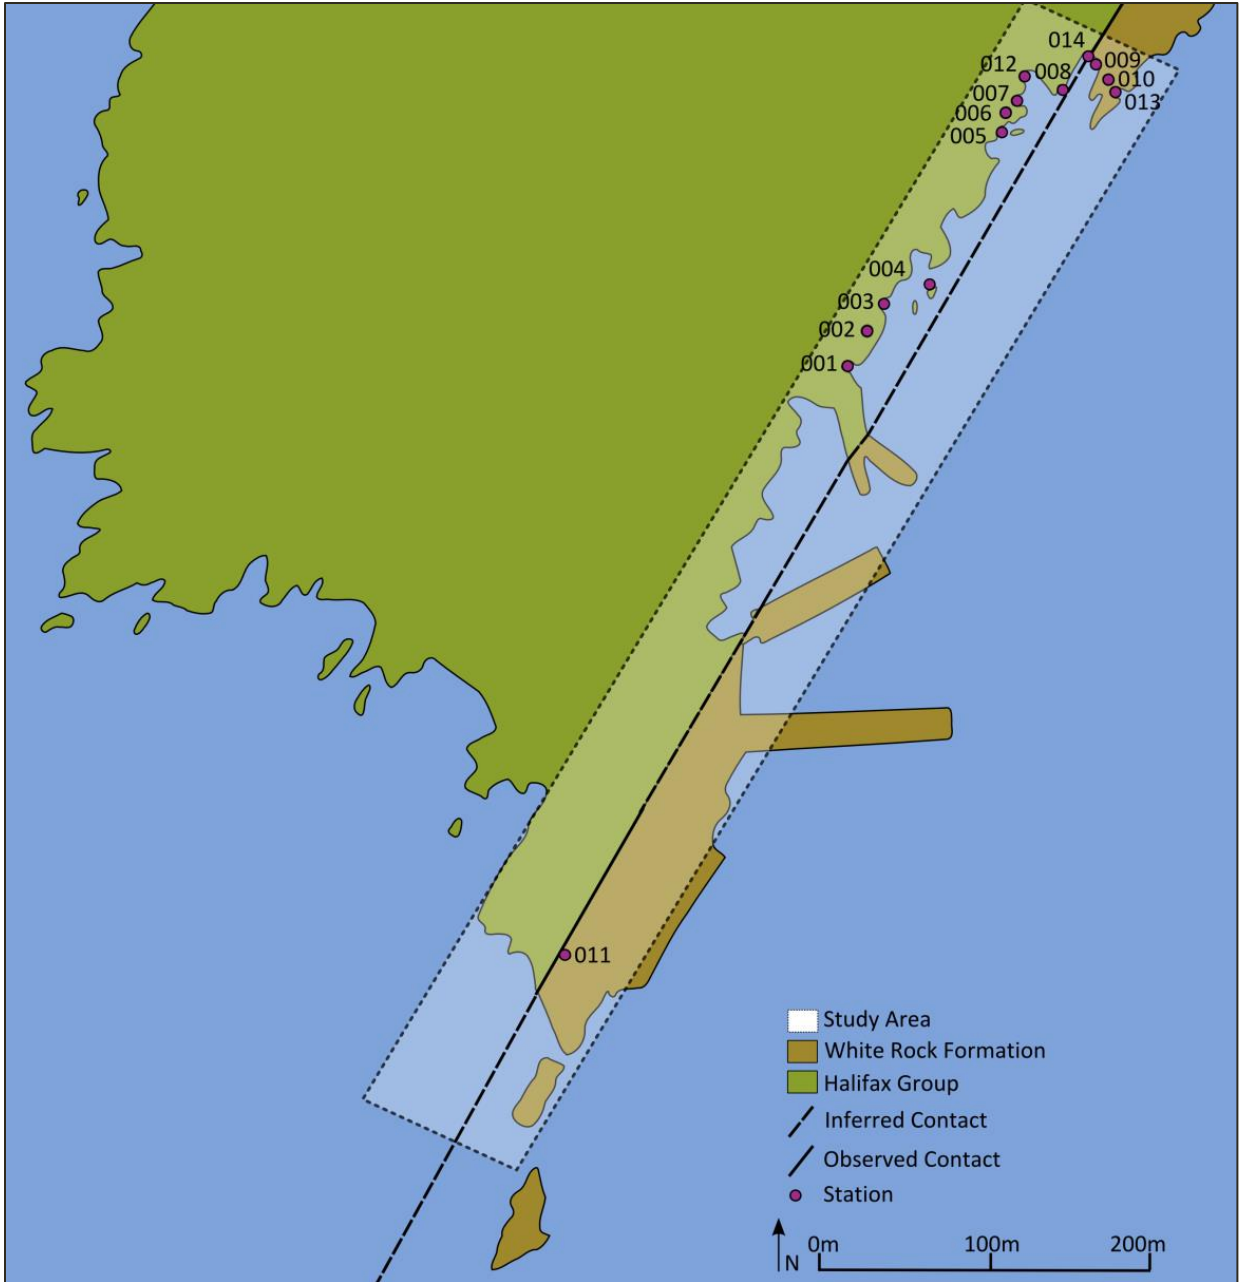 014
012
008
009
007
010
006
013
005
004
003
002
001
011
Study Area
White Rock Formation
Halifax Group
Inferred Contact
Observed Contact
Station
N
0m
100m
200m